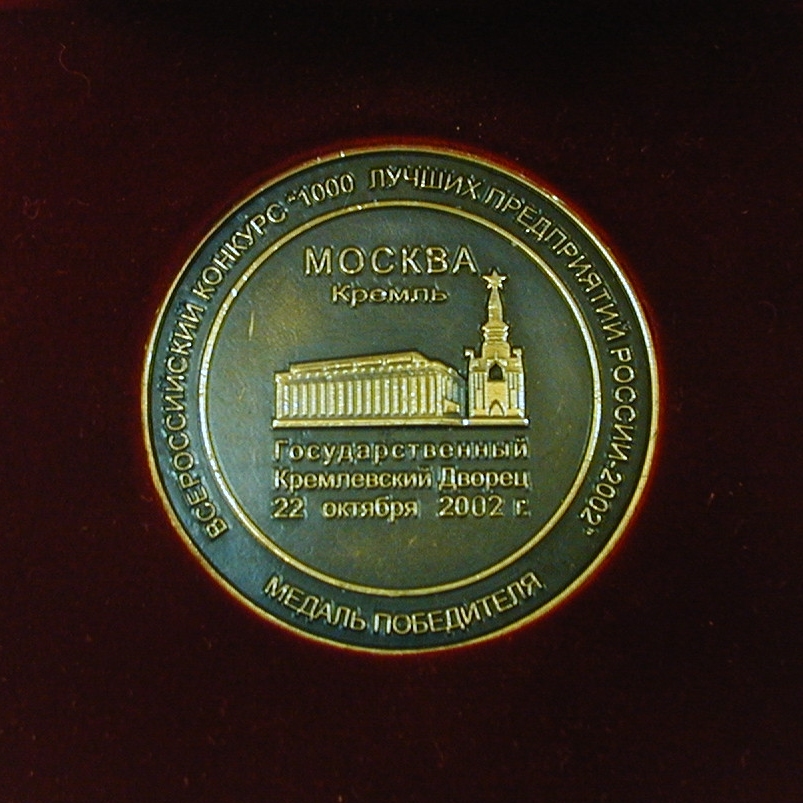 ВСЕРОССИЙСКИЙ КОНКУРС "1000 ЛУЧШИХ ПРЕДПРИЯТИЙ РОССИИ-2002"
МОСКВА
Кремль
Государственный
Кремлевский Дворец
22 октября 2002 г.
МЕДАЛЬ ПОБЕДИТЕЛЯ